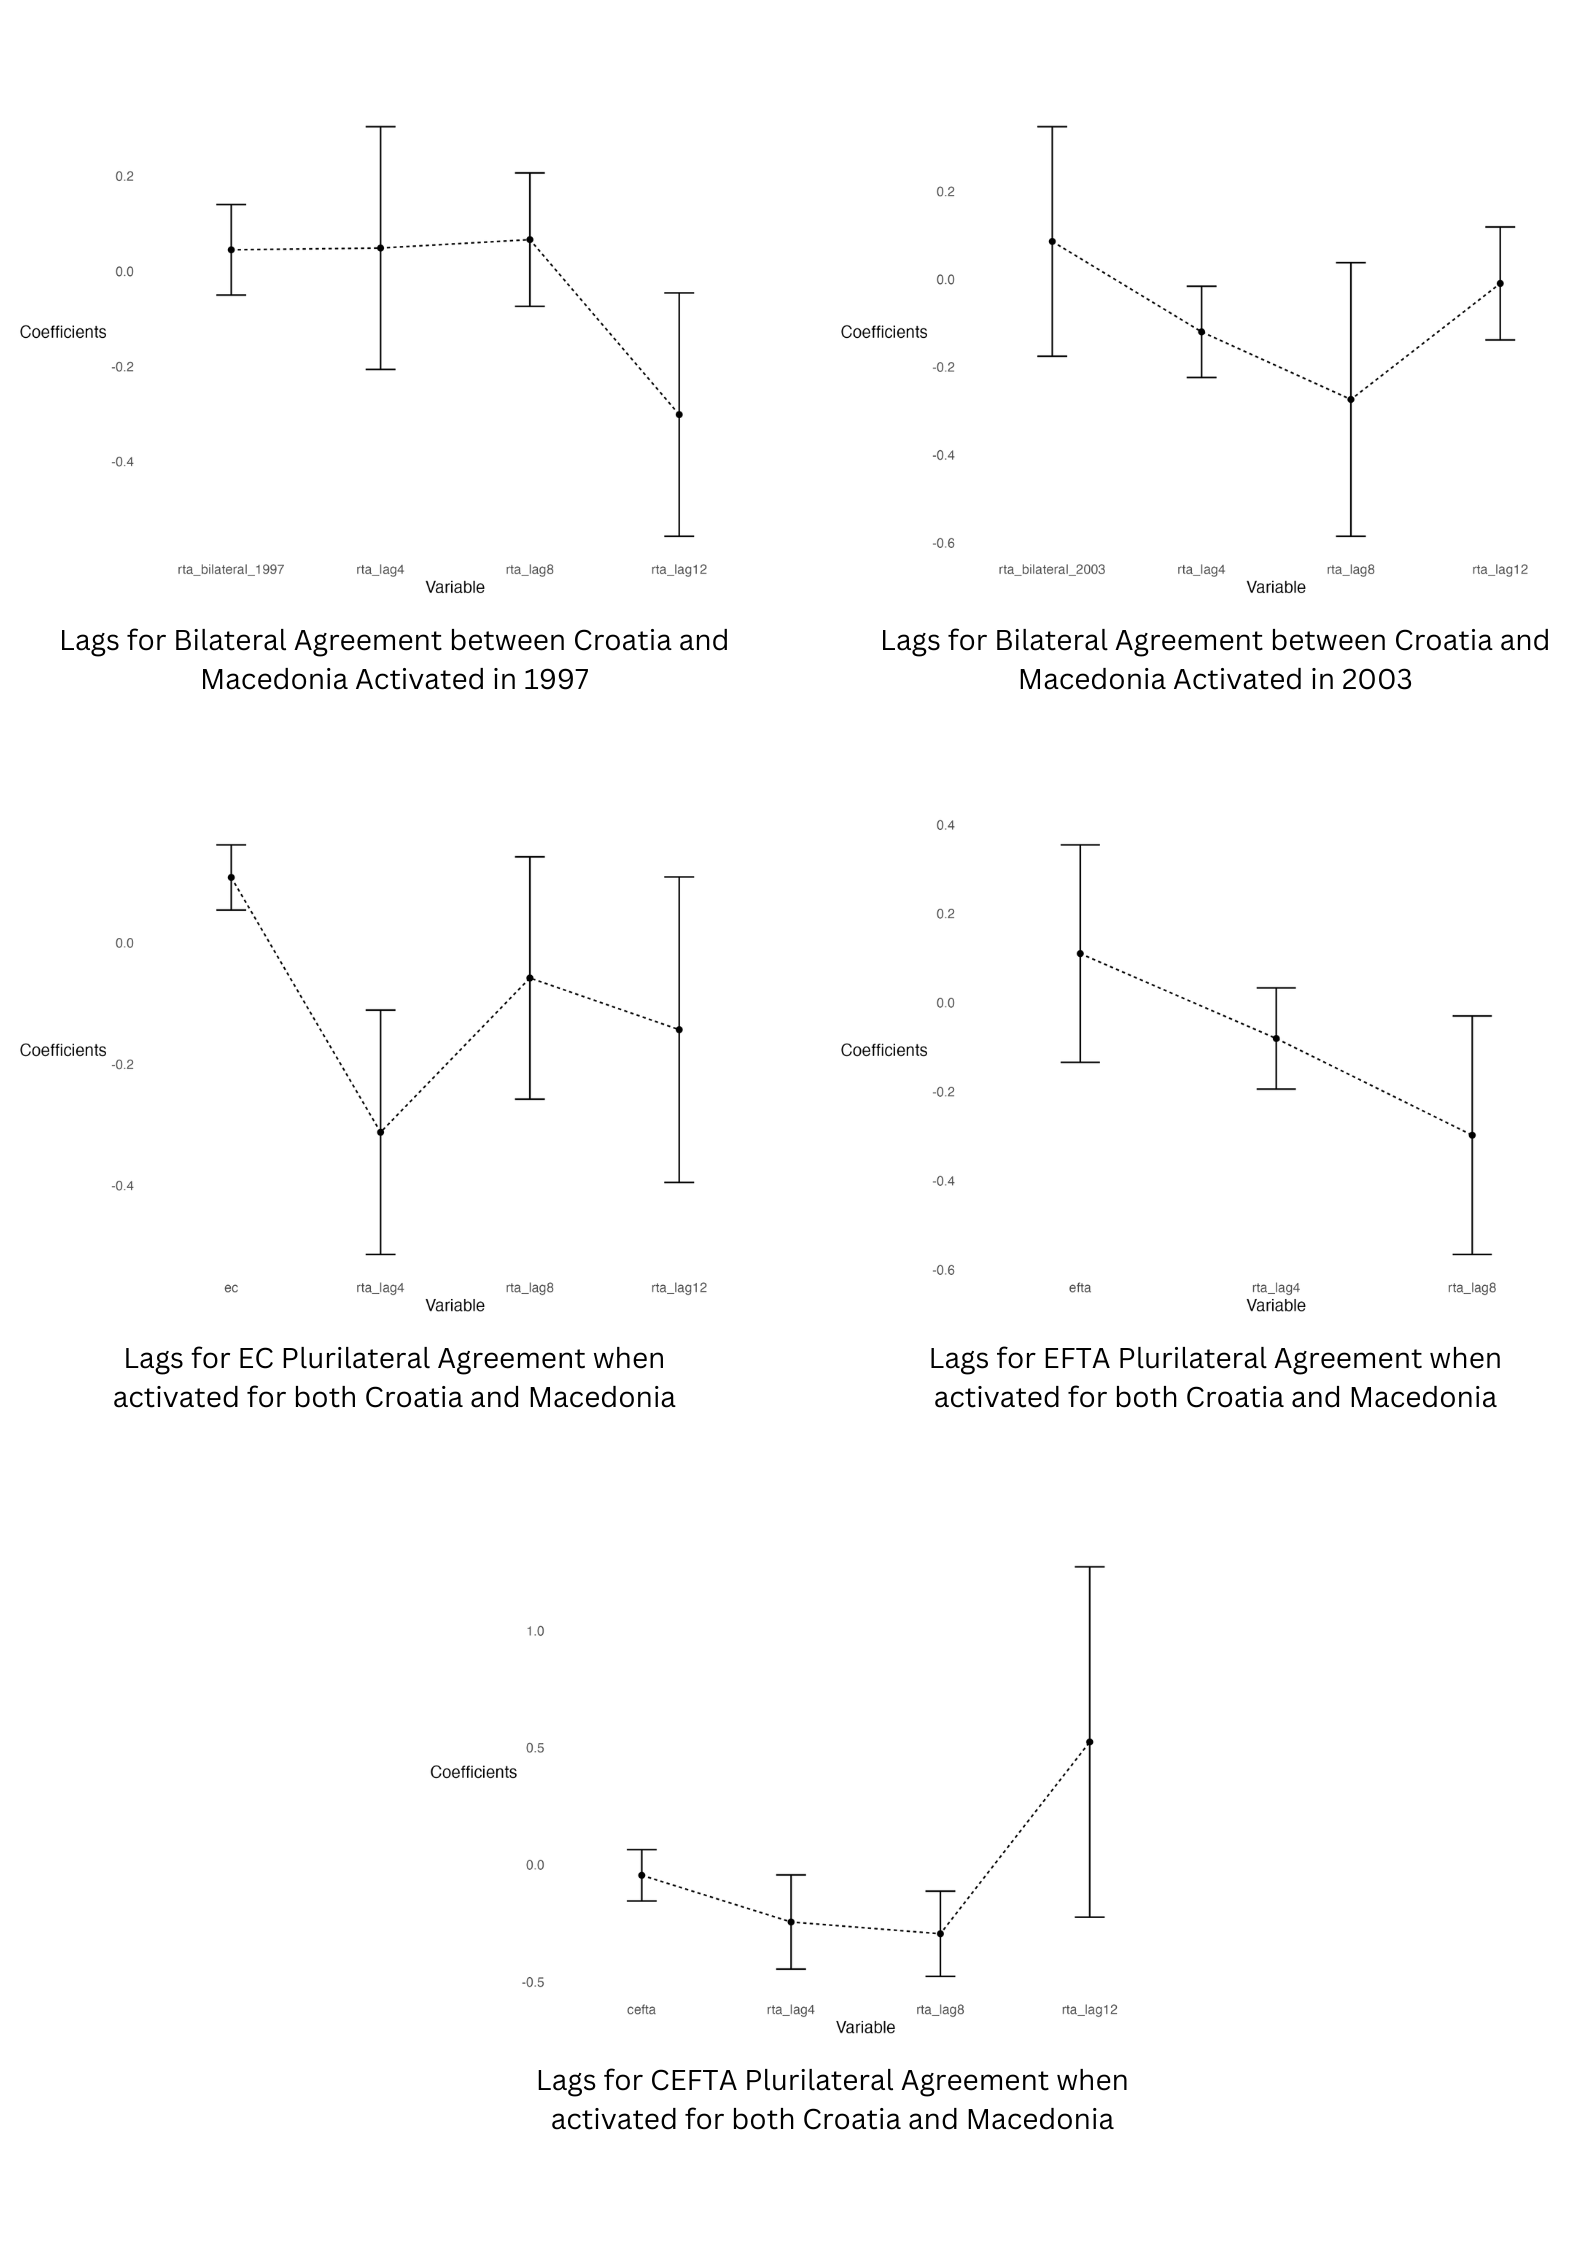 0.2
0.0
Coefficients
-0.2
-0.4
rta_bilateral_1997 rta_lag4 rta_lag8 rta_lag12
Variable
Lags for Bilateral Agreement between Croatia and
Macedonia Activated in 1997
0.2
0.0
Coefficients
-0.2
-0.4
-0.6
rta_bilateral_2003 rta_lag4 rta_lag8 rta_lag12
Variable
Lags for Bilateral Agreement between Croatia and
Macedonia Activated in 2003
0.0
Coefficients
-0.2
-0.4
ec rta_lag4 rta_lag8 rta_lag12
Variable
Lags for EC Plurilateral Agreement when
activated for both Croatia and Macedonia
0.4
0.2
0.0
Coefficients
-0.2
-0.4
-0.6
efta rta_lag4 rta_lag8
Variable
Lags for EFTA Plurilateral Agreement when
activated for both Croatia and Macedonia
1.0
0.5
Coefficients
0.0
-0.5
cefta rta_lag4 rta_lag8 rta_lag12
Variable
Lags for CEFTA Plurilateral Agreement when
activated for both Croatia and Macedonia